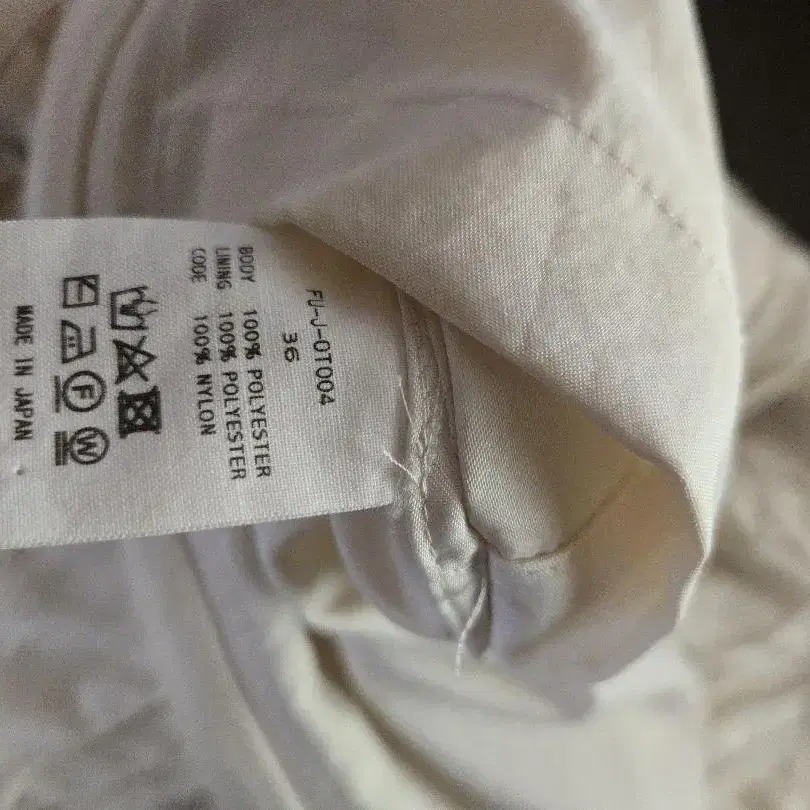 FU-J-OT004
36
BODY 100% POLYESTER
LINING 100% POLYESTER
CODE 100% NYLON
F
W
MADE IN JAPAN